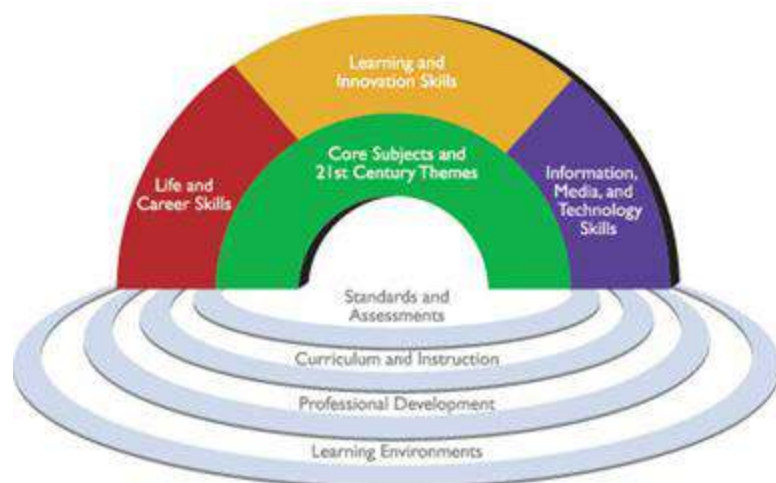 Learning and
Innovation Skills
Core Subjects and
21st Century Themes
Life and
Career Skills
Information,
Media, and
Technology
Skills
Standards and
Assessments
Curriculum and Instruction
Professional Development
Learning Environments